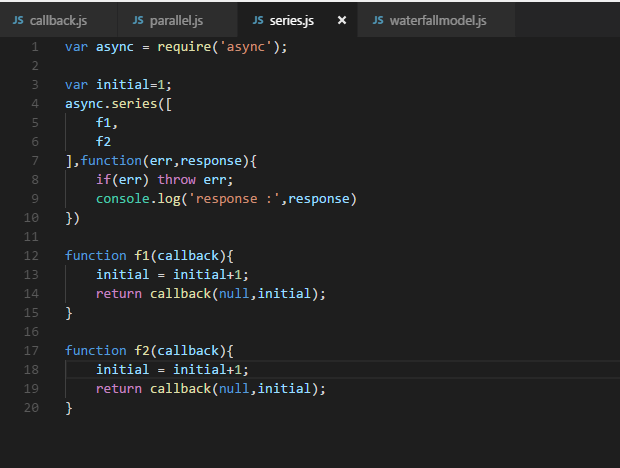 JS callback.js JS parallel.js JS series.js × JS waterfallmodel.js
1 var async = require('async');
2
3 var initial=1;
4 async.series([
5     f1,
6     f2
7 ],function(err,response){
8     if(err) throw err;
9     console.log('response :',response)
10 })
11
12 function f1(callback){
13     initial = initial+1;
14     return callback(null,initial);
15 }
16
17 function f2(callback){
18     initial = initial+1;
19     return callback(null,initial);
20 }